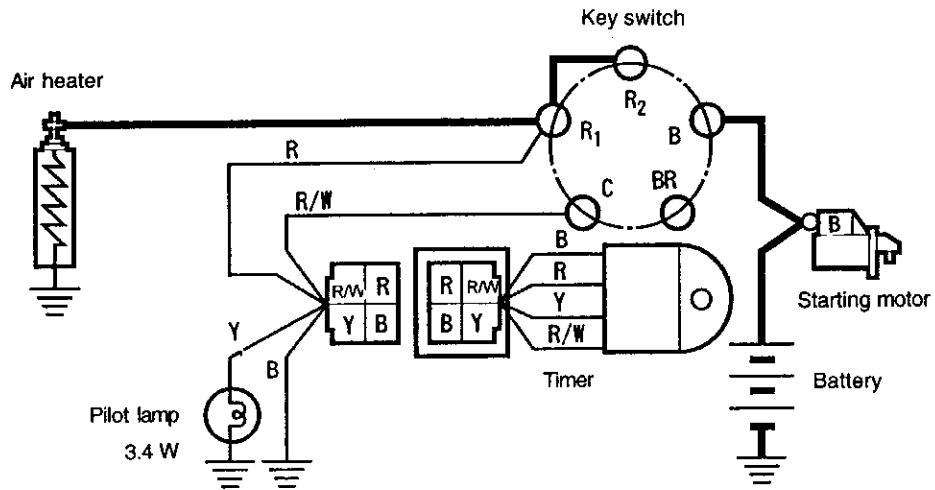 Key switch
Air heater
R2
R1
B
R
C
BR
R/W
B
B
R
R/W
R
R
R/W
Y
Starting motor
Y
B
B
Y
R/W
Y
B
Timer
Battery
Pilot lamp
3.4 W